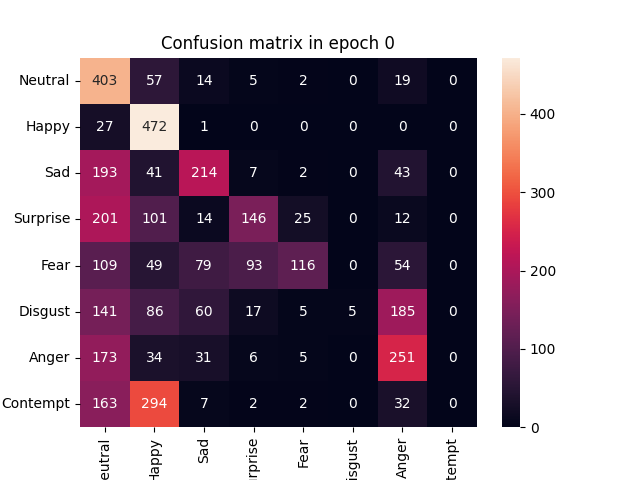 Confusion matrix in epoch 0
Neutral 403 57 14 5 2 0 19 0
Happy 27 472 1 0 0 0 0 0
Sad 193 41 214 7 2 0 43 0
Surprise 201 101 14 146 25 0 12 0
Fear 109 49 79 93 116 0 54 0
Disgust 141 86 60 17 5 5 185 0
Anger 173 34 31 6 5 0 251 0
Contempt 163 294 7 2 2 0 32 0
eutral Happy Sad rprise Fear isgust Anger tempt
400
300
200
100
0